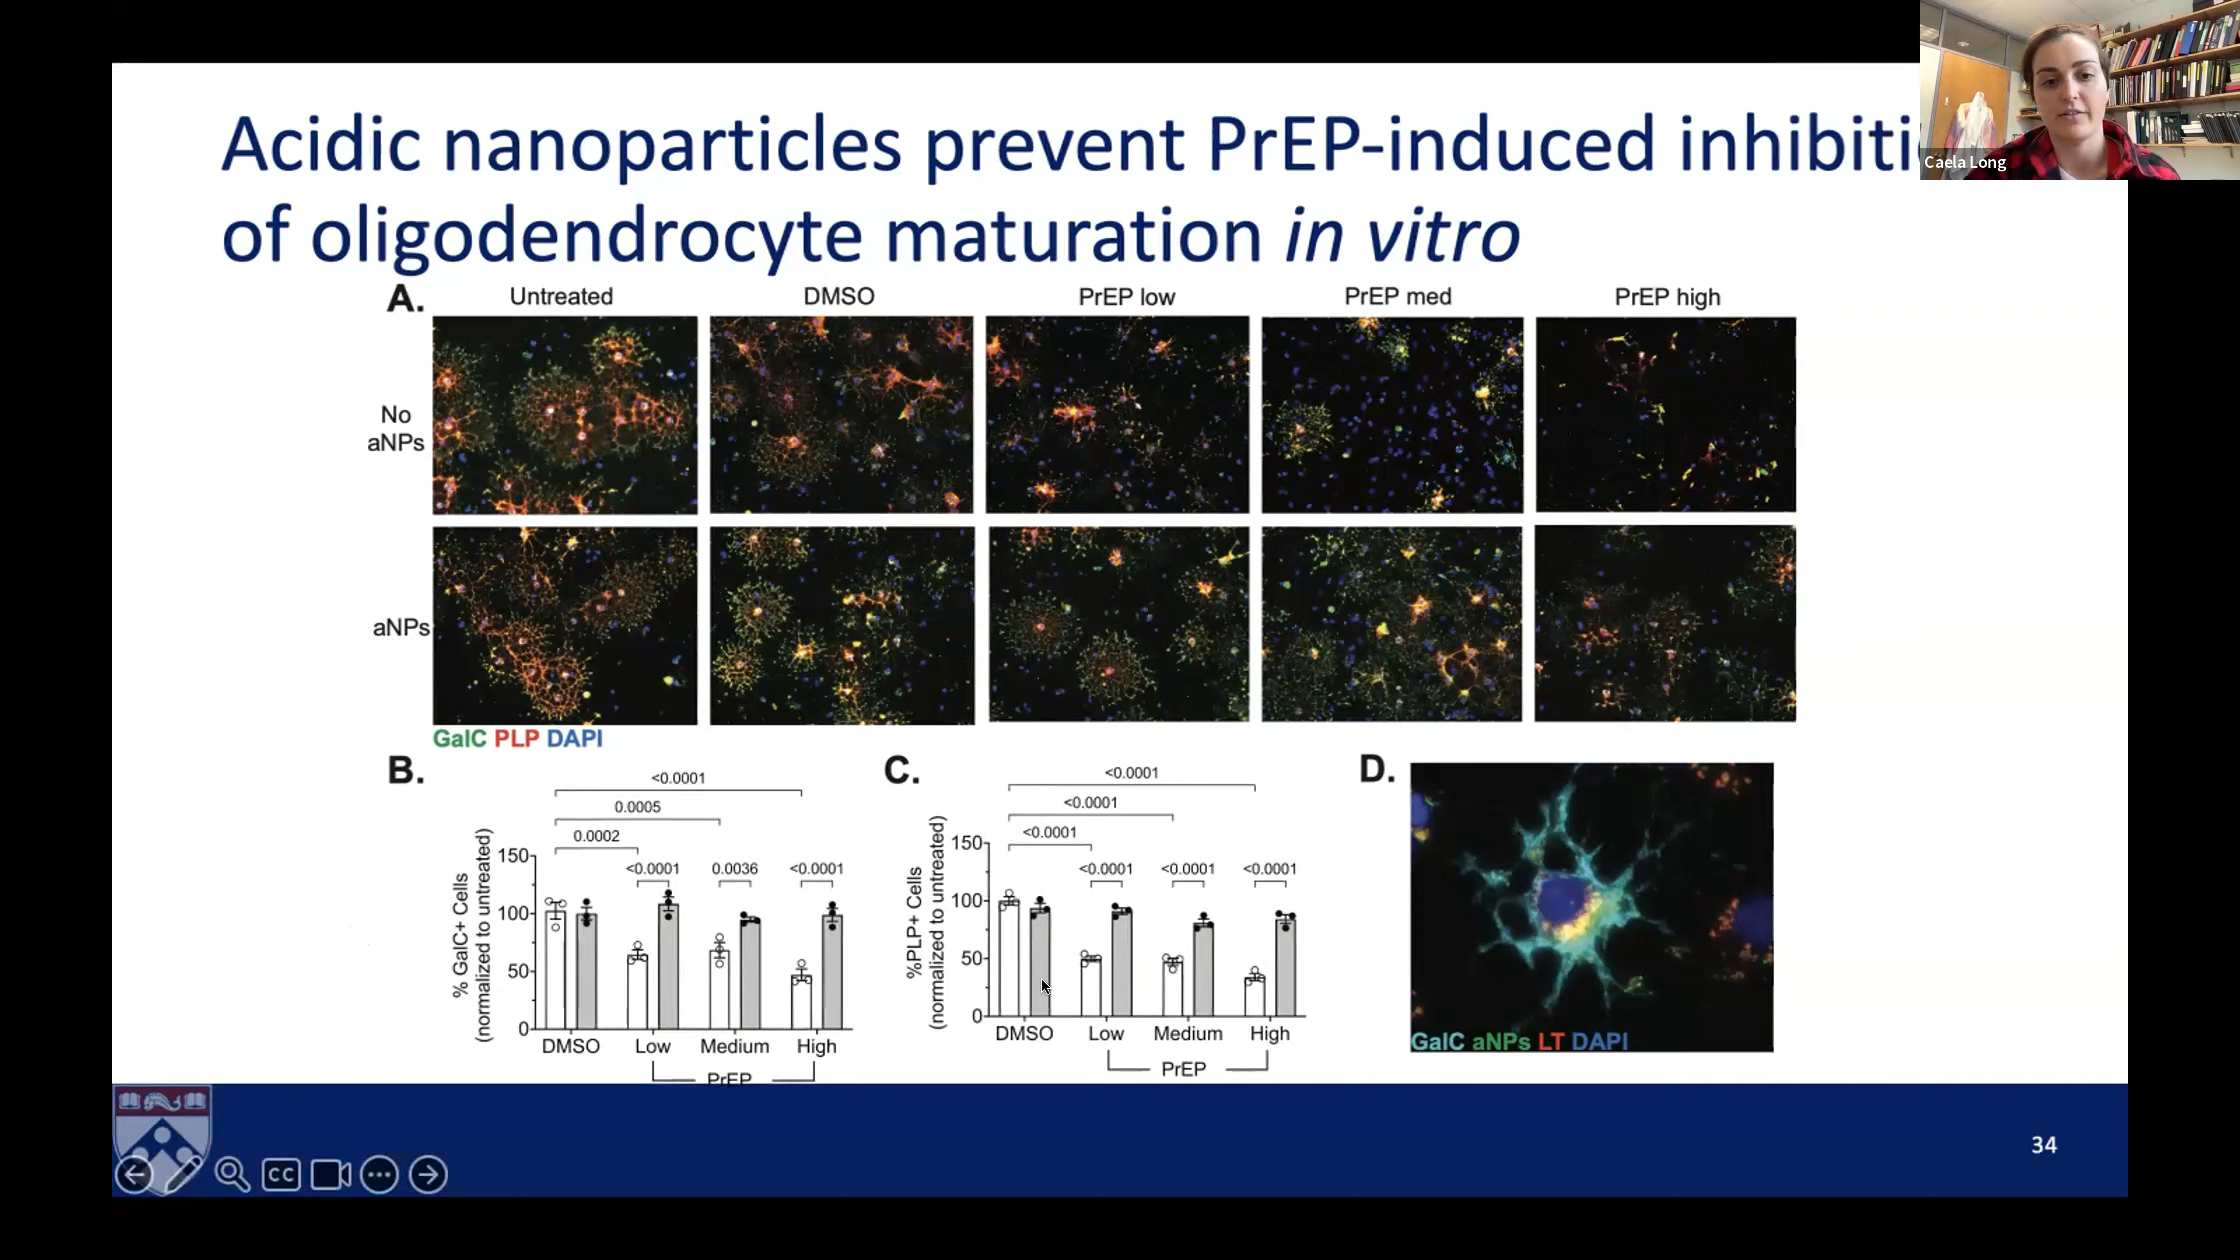 Acidic nanoparticles prevent PrEP-induced inhibiti
of oligodendrocyte maturation in vitro
Caela Long
A.
Untreated DMSO PrEP low PrEP med PrEP high
No
aNPs
aNPs
GalC PLP DAPI
B.
<0.0001
0.0005
0.0002
<0.0001 0.0036 <0.0001
% GalC+ Cells
(normalized to untreated)
150
100
50
0
DMSO Low Medium High
PrEP
C.
<0.0001
<0.0001
<0.0001
<0.0001 <0.0001 <0.0001
%PLP+ Cells
(normalized to untreated)
150
100
50
0
DMSO Low Medium High
PrEP
D.
GalC aNPs LT DAPI
CC
34